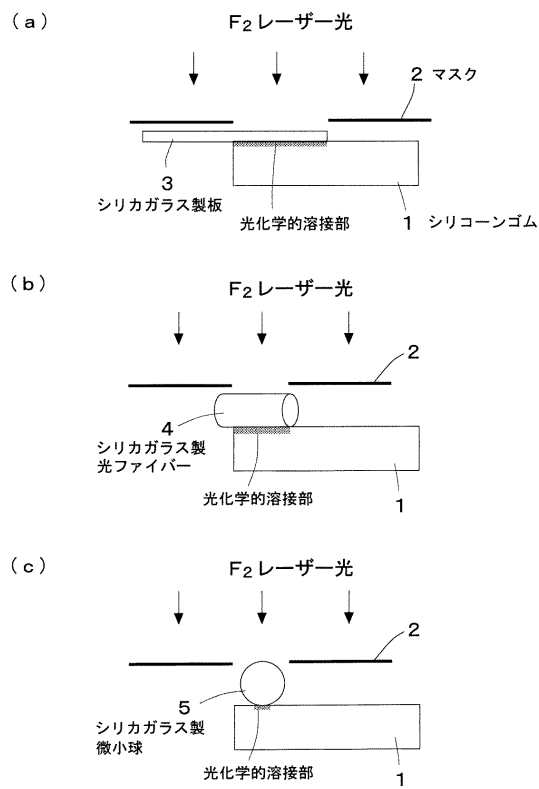 (a)
F₂レーザー光
2 マスク
3
シリカガラス製板
光化学的溶接部
1 シリコーンゴム
(b)
F₂レーザー光
2
4
シリカガラス製
光ファイバー
光化学的溶接部
1
(c)
F₂レーザー光
2
5
シリカガラス製
微小球
光化学的溶接部
1